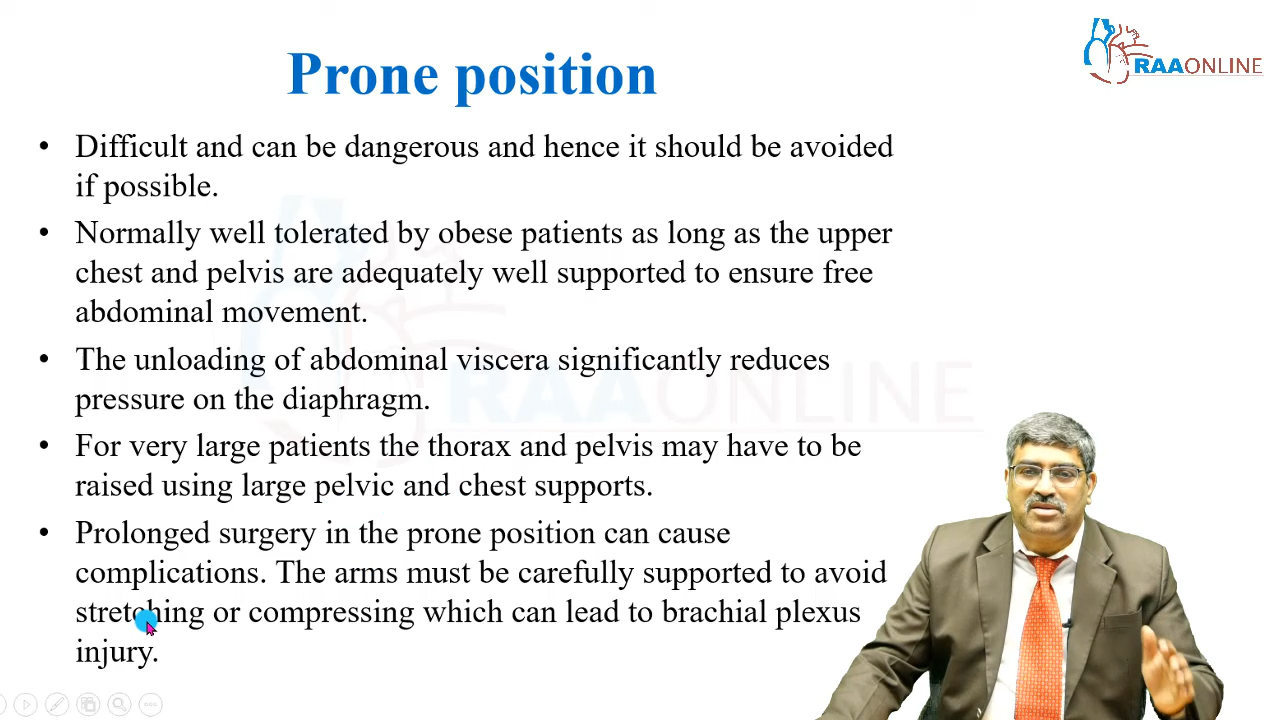 Prone position
RAAONLINE
• Difficult and can be dangerous and hence it should be avoided
if possible.
• Normally well tolerated by obese patients as long as the upper
chest and pelvis are adequately well supported to ensure free
abdominal movement.
• The unloading of abdominal viscera significantly reduces
pressure on the diaphragm.
RAAONLINE
• For very large patients the thorax and pelvis may have to be
raised using large pelvic and chest supports.
• Prolonged surgery in the prone position can cause
complications. The arms must be carefully supported to avoid
stretching or compressing which can lead to brachial plexus
injury.